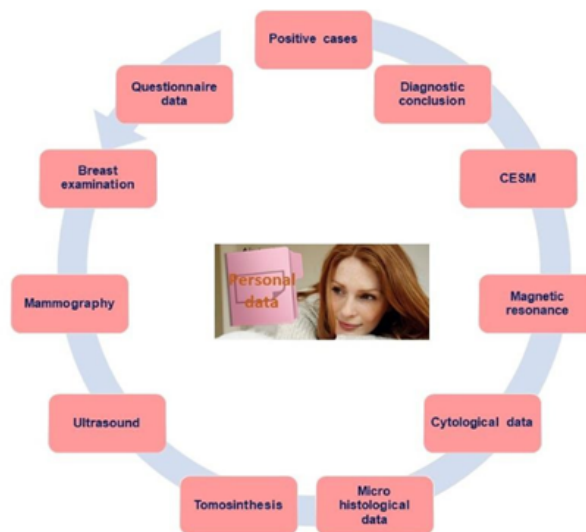 Positive cases
Diagnostic
conclusion
CESM
Magnetic
resonance
Cytological data
Micro
histological
data
Tomosinthesis
Ultrasound
Mammography
Breast
examination
Questionnaire
data
Personal
data